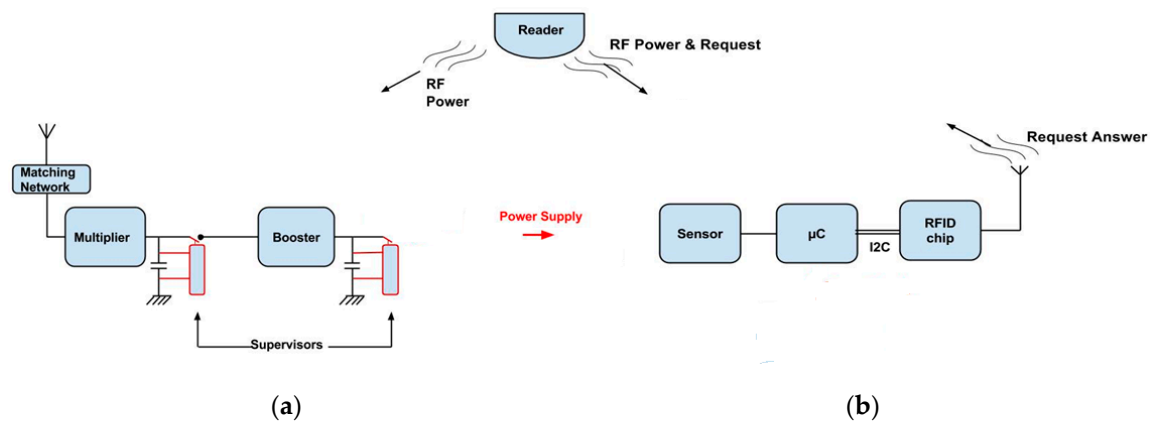 Reader
RF Power & Request
RF
Power
Request Answer
Matching
Network
Multiplier
Booster
Power Supply
Sensor
µC
I2C
RFID
chip
Supervisors
(a)
(b)